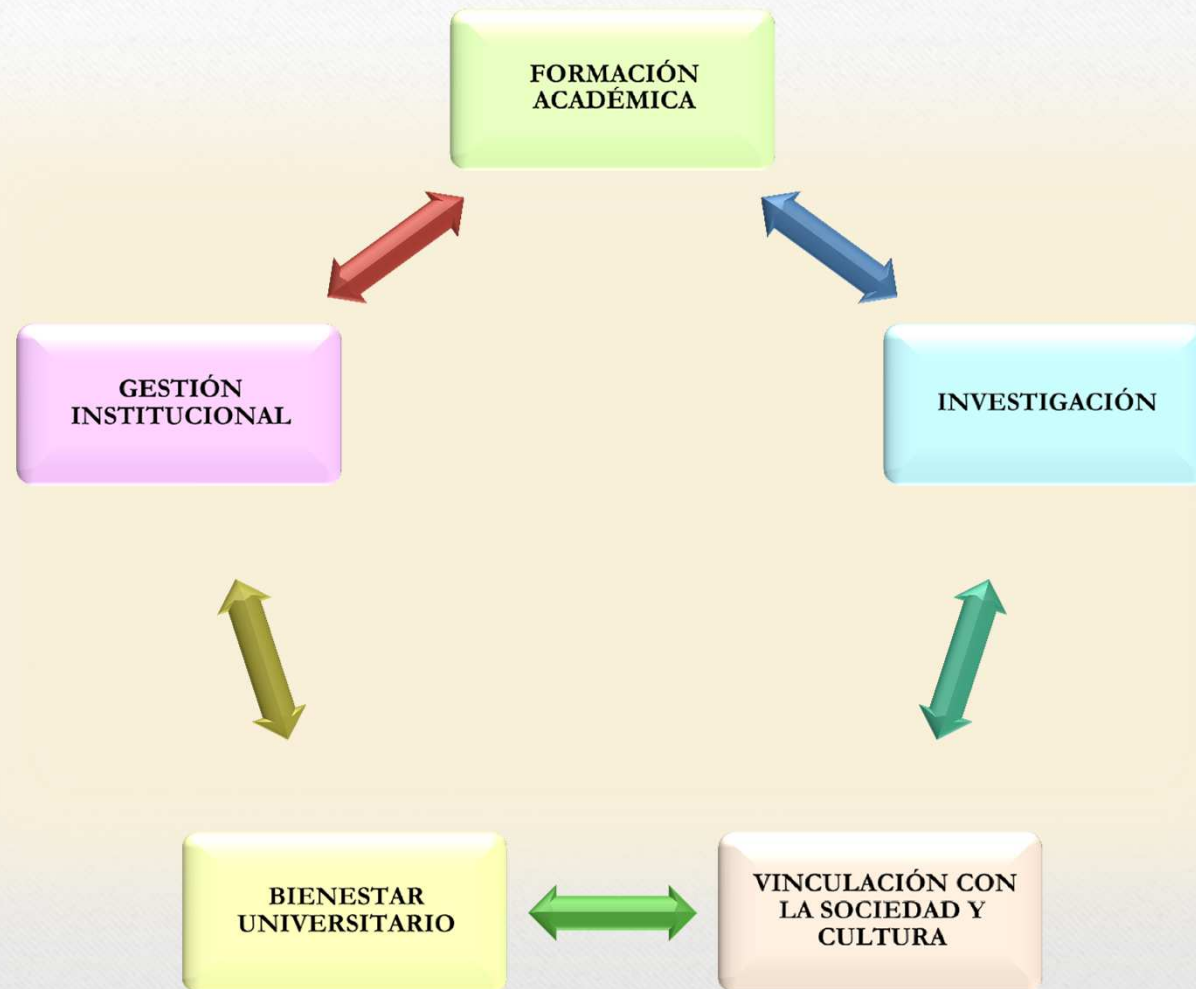 FORMACIÓN
ACADÉMICA
GESTIÓN
INSTITUCIONAL
INVESTIGACIÓN
BIENESTAR
UNIVERSITARIO
VINCULACIÓN CON
LA SOCIEDAD Y
CULTURA